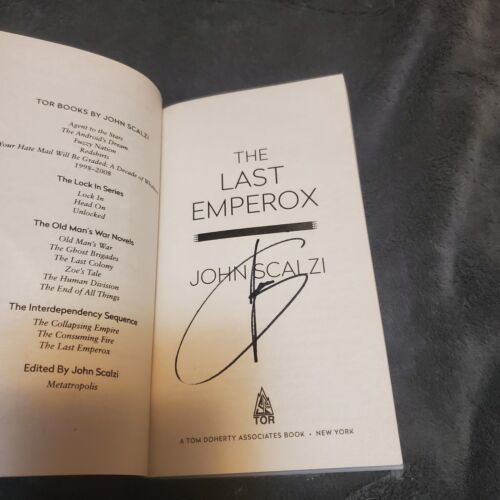 TOR BOOKS BY JOHN SCALZI
Agent to the Stars
The Android's Dream
Fuzzy Nation
Redshirts
Your Hate Mail Will Be Graded: A Decade of
1998–2008
The Lock In Series
Lock In
Head On
Unlocked
The Old Man's War Novels
Old Man's War
The Ghost Brigades
The Last Colony
Zoe's Tale
The Human Division
The End of All Things
The Interdependency Sequence
The Collapsing Empire
The Consuming Fire
The Last Emperox
Edited By John Scalzi
Metatropolis
THE
LAST
EMPEROX
JOHN SCALZI
TOR
A TOM DOHERTY ASSOCIATES BOOK • NEW YORK